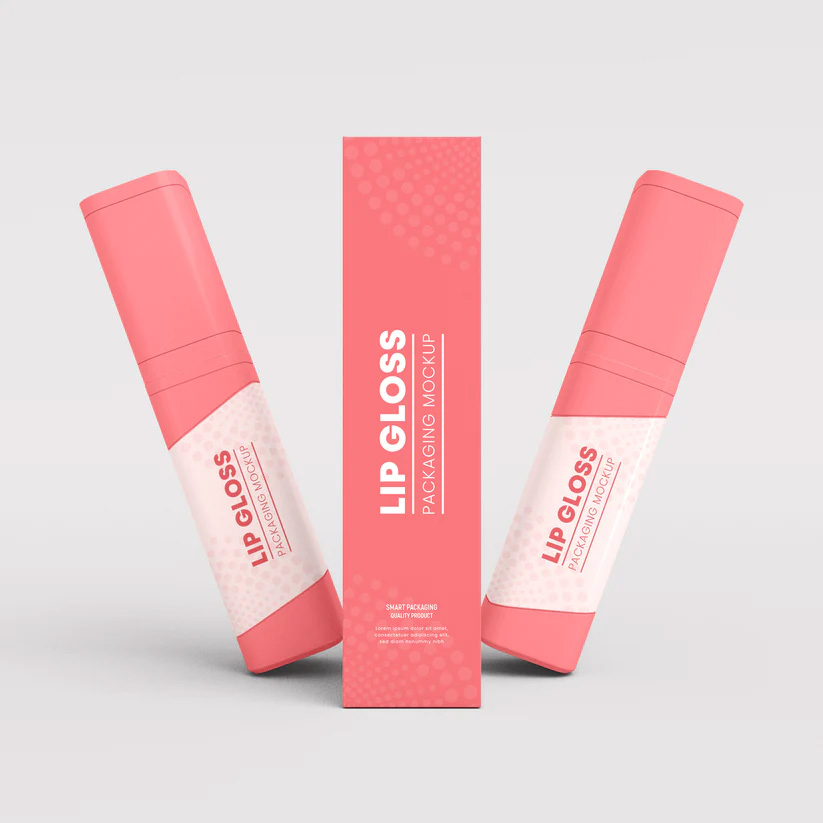 LIP GLOSS
PACKAGING MOCKUP
LIP GLOSS
PACKAGING MOCKUP
SMART PACKAGING
QUALITY PRODUCT
Lorem ipsum dolor sit amet,
consectetuer adipiscing elit,
sed diam nonummy nibh
LIP GLOSS
PACKAGING MOCKUP